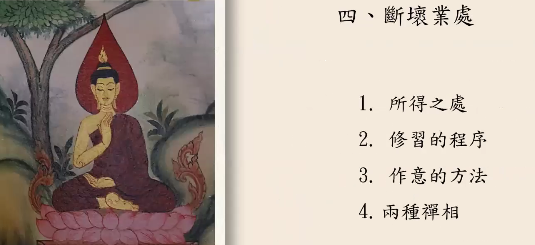 四、斷壞業處
1. 所得之處
2. 修習的程序
3. 作意的方法
4. 兩種禪相